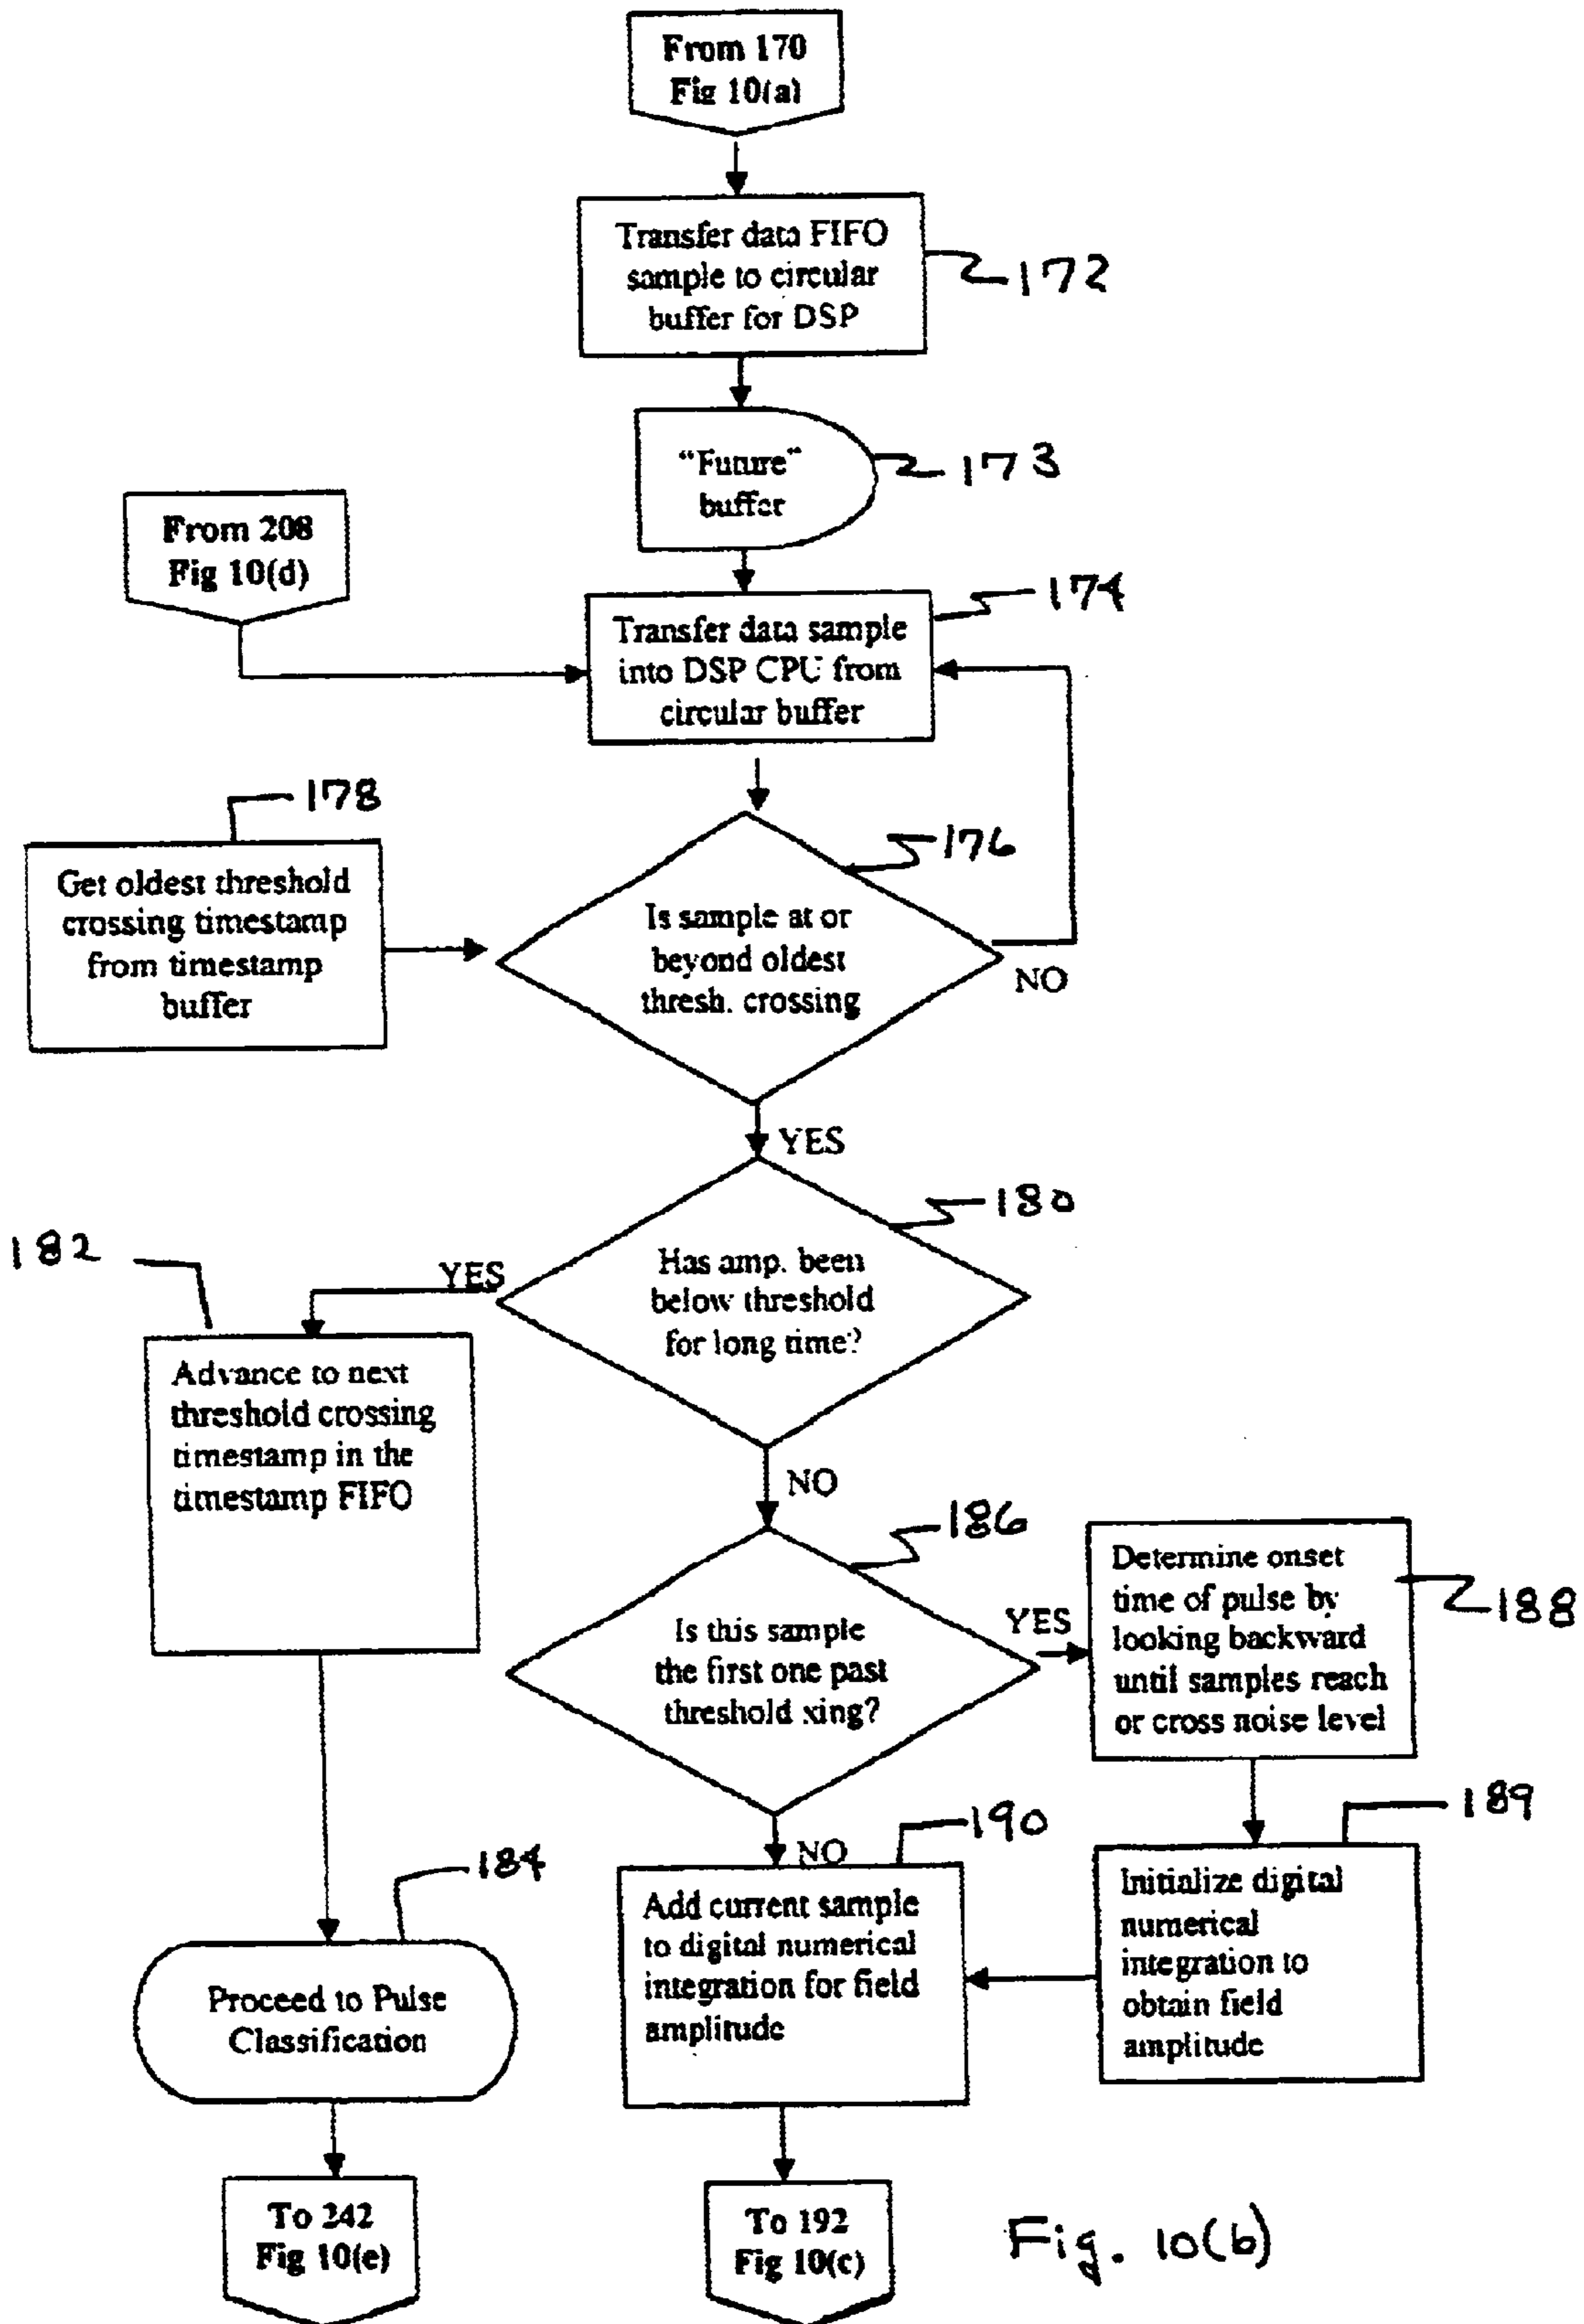 From 170
Fig 10(a)
Transfer data FIFO
sample to circular
buffer for DSP
172
"Future"
buffer
173
From 208
Fig 10(d)
174
Transfer data sample
into DSP CPU from
circular buffer
178
176
Get oldest threshold
crossing timestamp
from timestamp
buffer
Is sample at or
beyond oldest
thresh. crossing
NO
YES
180
182
YES
Has amp. been
below threshold
for long time?
Advance to next
threshold crossing
timestamp in the
timestamp FIFO
NO
186
Is this sample
the first one past
threshold xing?
YES
Determine onset
time of pulse by
looking backward
until samples reach
or cross noise level
188
189
190
NO
184
Add current sample
to digital numerical
integration for field
amplitude
Initialize digital
numerical
integration to
obtain field
amplitude
Proceed to Pulse
Classification
To 242
Fig 10(e)
To 192
Fig 10(c)
Fig. 10(b)